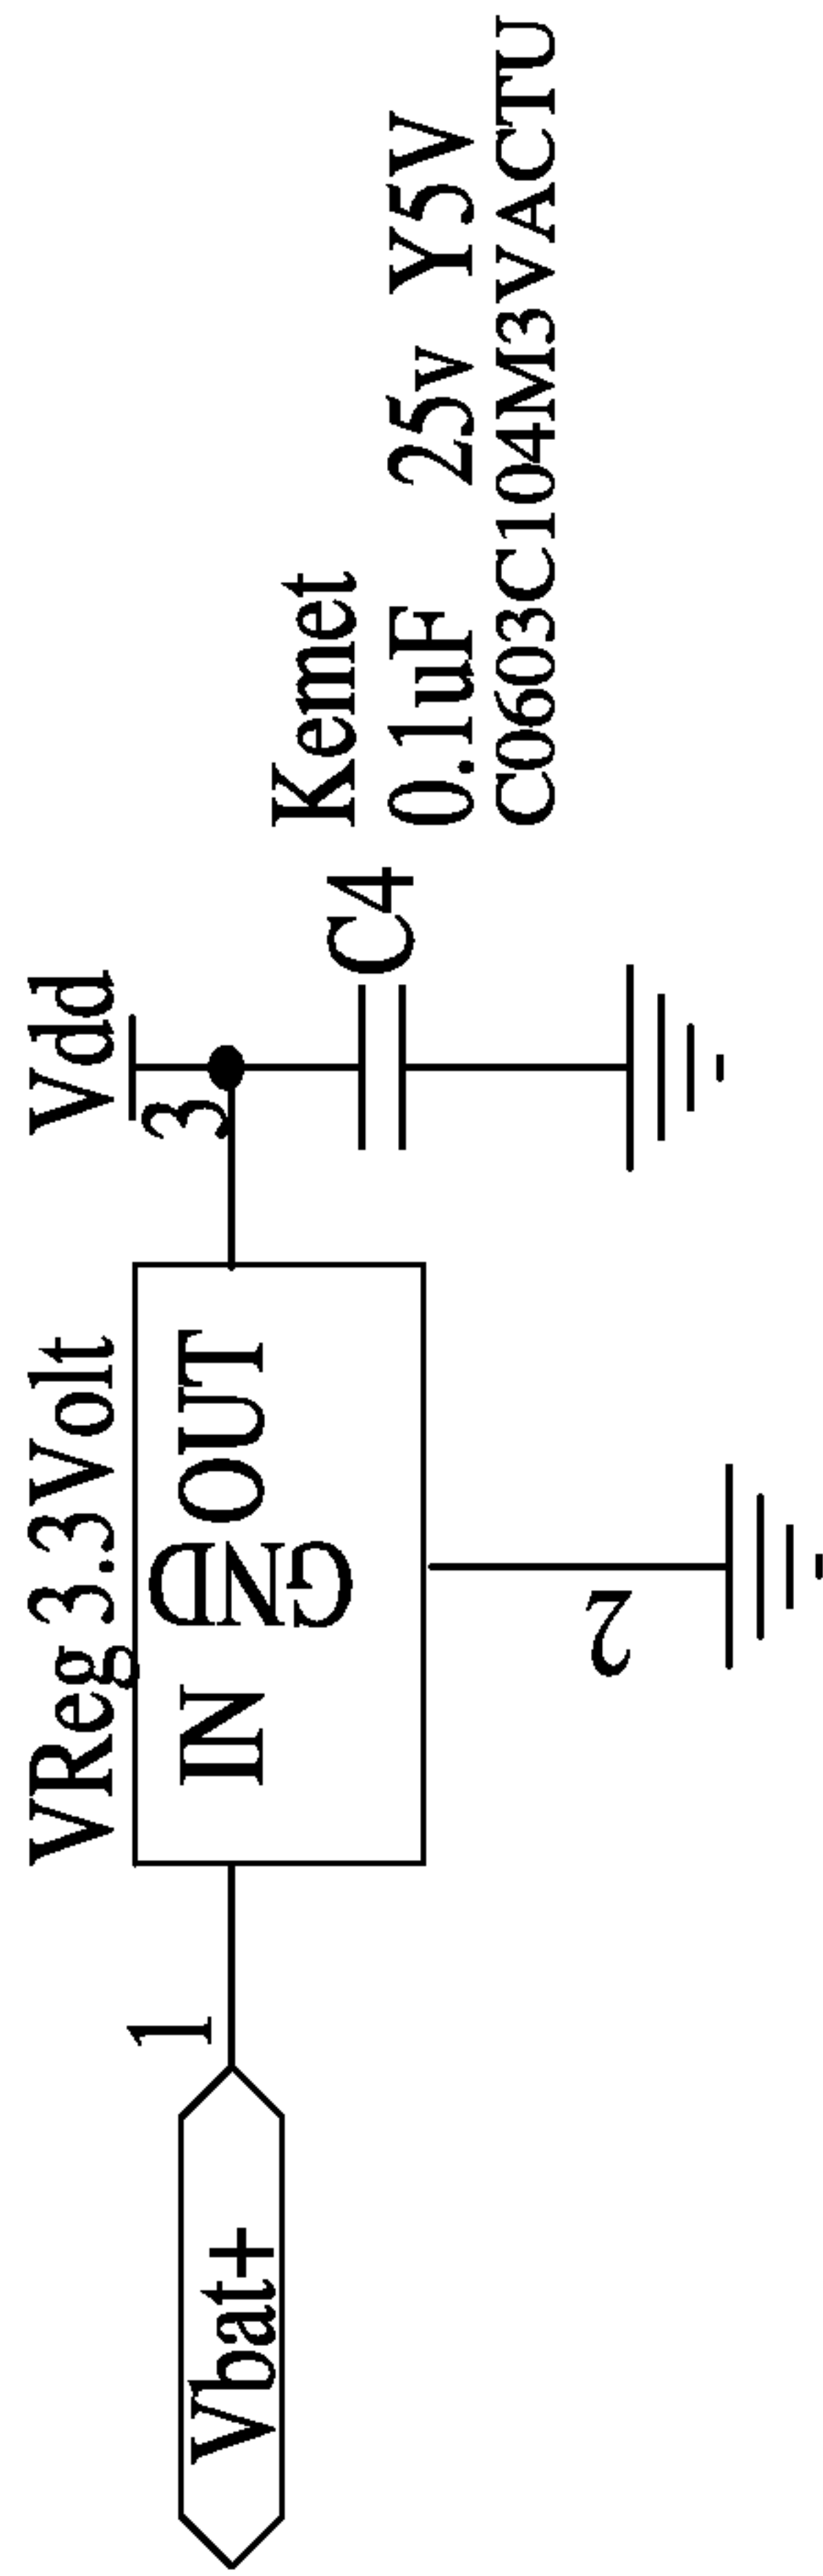 VReg 3.3Volt
Vdd
Vbat+
1
IN
GND
OUT
3
2
C4
Kemet
0.1uF 25v Y5V
C0603C104M3VACTU